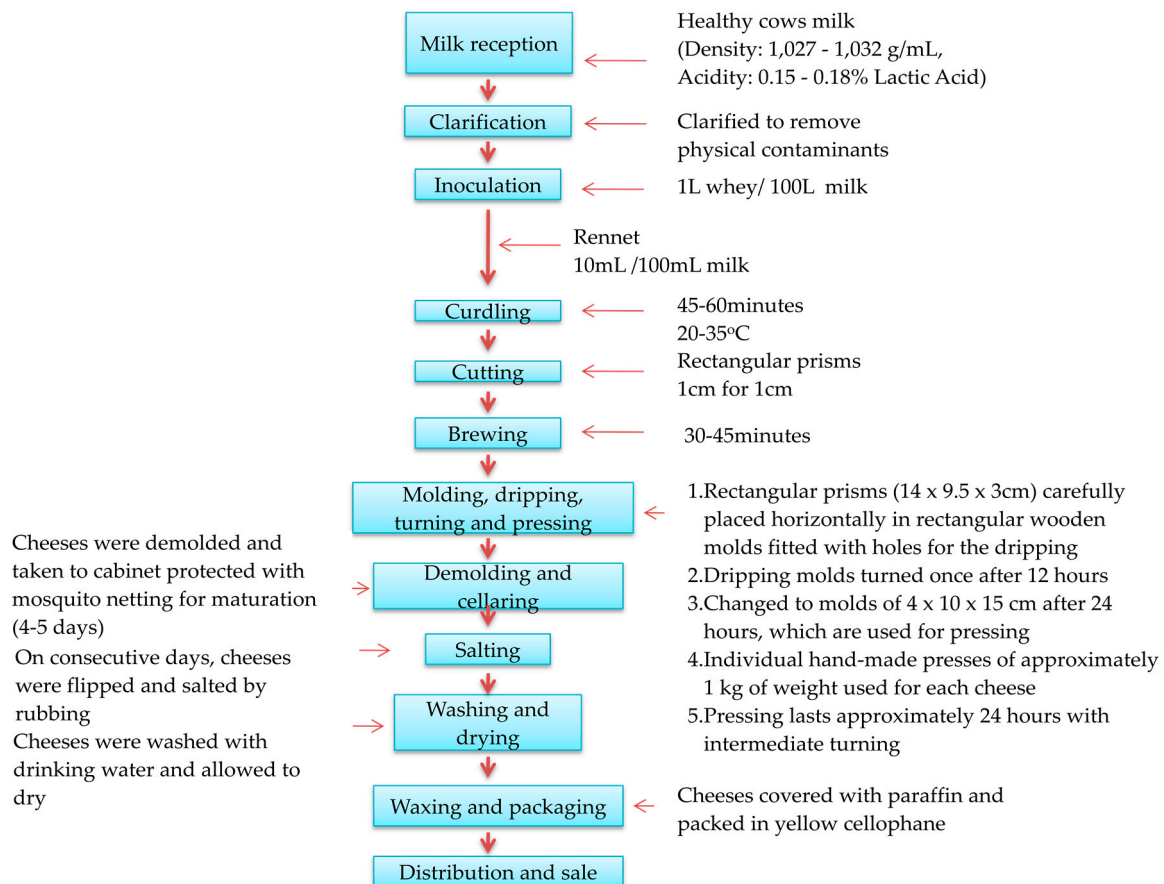 Milk reception
Healthy cows milk
(Density: 1,027 - 1,032 g/mL,
Acidity: 0.15 - 0.18% Lactic Acid)
Clarification
Clarified to remove
physical contaminants
Inoculation
1L whey/ 100L  milk
Rennet
10mL /100mL milk
Curdling
45-60minutes
20-35ºC
Cutting
Rectangular prisms
1cm for 1cm
Brewing
30-45minutes
Molding, dripping,
turning and pressing
1.Rectangular prisms (14 x 9.5 x 3cm) carefully
placed horizontally in rectangular wooden
molds fitted with holes for the dripping
2.Dripping molds turned once after 12 hours
3.Changed to molds of 4 x 10 x 15 cm after 24
hours, which are used for pressing
4.Individual hand-made presses of approximately
1 kg of weight used for each cheese
5.Pressing lasts approximately 24 hours with
intermediate turning
Cheeses were demolded and
taken to cabinet protected with
mosquito netting for maturation
(4-5 days)
Demolding and
cellaring
On consecutive days, cheeses
were flipped and salted by
rubbing
Salting
Cheeses were washed with
drinking water and allowed to
dry
Washing and
drying
Waxing and packaging
Cheeses covered with paraffin and
packed in yellow cellophane
Distribution and sale